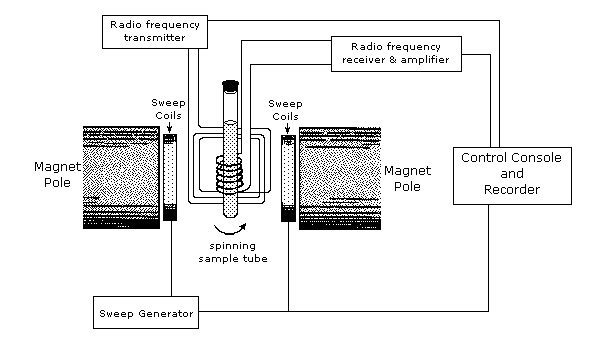 Radio frequency
transmitter
Radio frequency
receiver & amplifier
Sweep
Coils
Sweep
Coils
Magnet
Pole
Magnet
Pole
Control Console
and
Recorder
spinning
sample tube
Sweep Generator